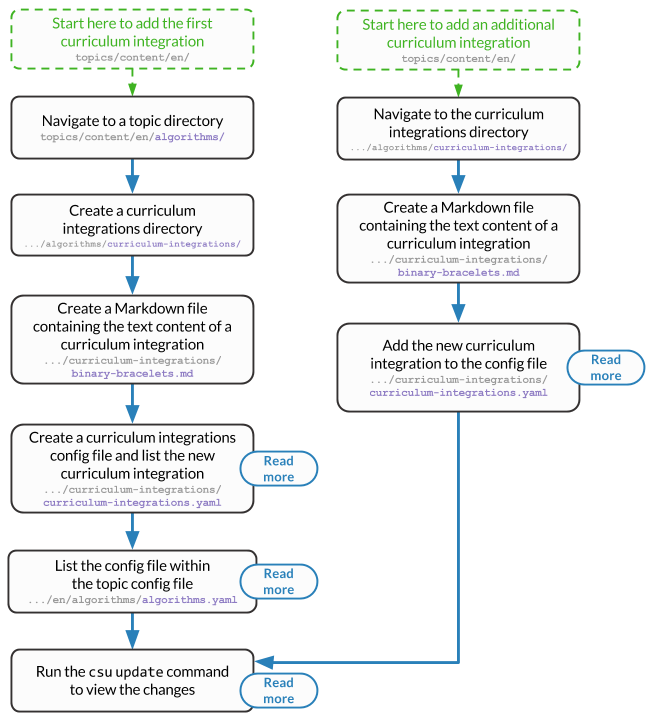 Start here to add the first
curriculum integration
topics/content/en/
Navigate to a topic directory
topics/content/en/algorithms/
Create a curriculum
integrations directory
.../algorithms/curriculum-integrations/
Create a Markdown file
containing the text content of a
curriculum integration
.../curriculum-integrations/
binary-bracelets.md
Create a curriculum integrations
config file and list the new
curriculum integration
.../curriculum-integrations/
curriculum-integrations.yaml
Read
more
List the config file within
the topic config file
.../en/algorithms/algorithms.yaml
Read
more
Run the csu update command
to view the changes
Read
more
Start here to add an additional
curriculum integration
topics/content/en/
Navigate to the curriculum
integrations directory
.../algorithms/curriculum-integrations/
Create a Markdown file
containing the text content of a
curriculum integration
.../curriculum-integrations/
binary-bracelets.md
Add the new curriculum
integration to the config file
.../curriculum-integrations/
curriculum-integrations.yaml
Read
more